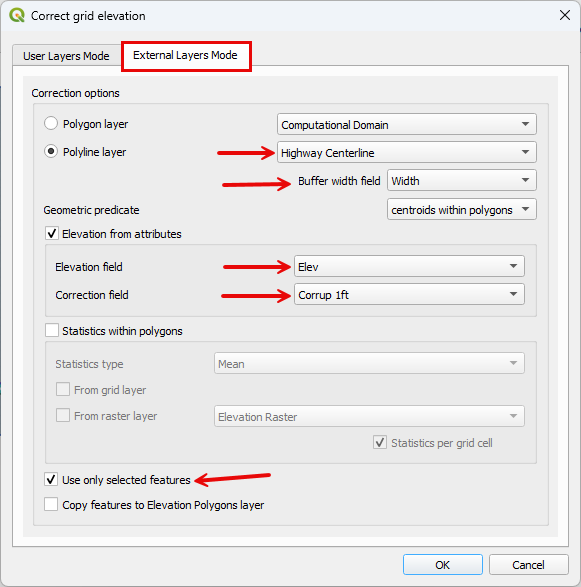 Correct grid elevation
User Layers Mode External Layers Mode
Correction options
Polygon layer Computational Domain
Polyline layer Highway Centerline
Buffer width field Width
Geometric predicate centroids within polygons
Elevation from attributes
Elevation field Elev
Correction field Corrup 1ft
Statistics within polygons
Statistics type Mean
From grid layer
From raster layer Elevation Raster
Statistics per grid cell
Use only selected features
Copy features to Elevation Polygons layer
OK Cancel